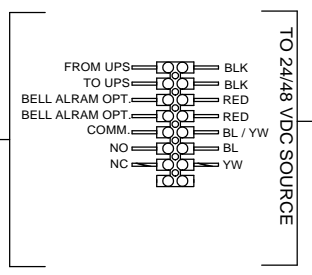 FROM UPS BLK
TO UPS BLK
BELL ALRAM OPT. RED
BELL ALRAM OPT. RED
COMM. BL / YW
NO BL
NC YW
TO 24/48 VDC SOURCE